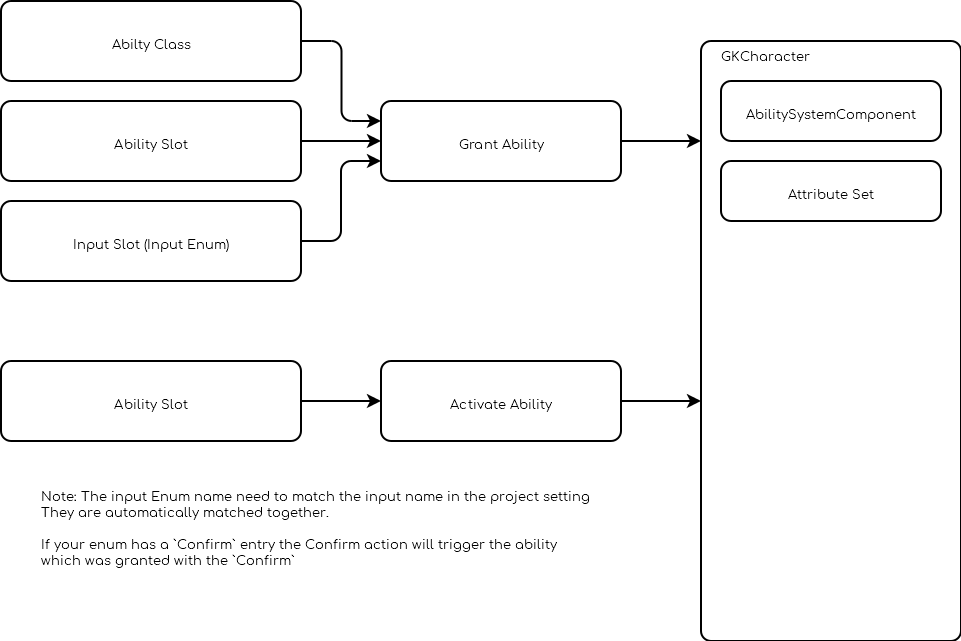 Abilty Class
Ability Slot
Input Slot (Input Enum)
Grant Ability
GKCharacter
AbilitySystemComponent
Attribute Set
Ability Slot
Activate Ability
Note: The input Enum name need to match the input name in the project setting
They are automatically matched together.
If your enum has a `Confirm` entry the Confirm action will trigger the ability
which was granted with the `Confirm`